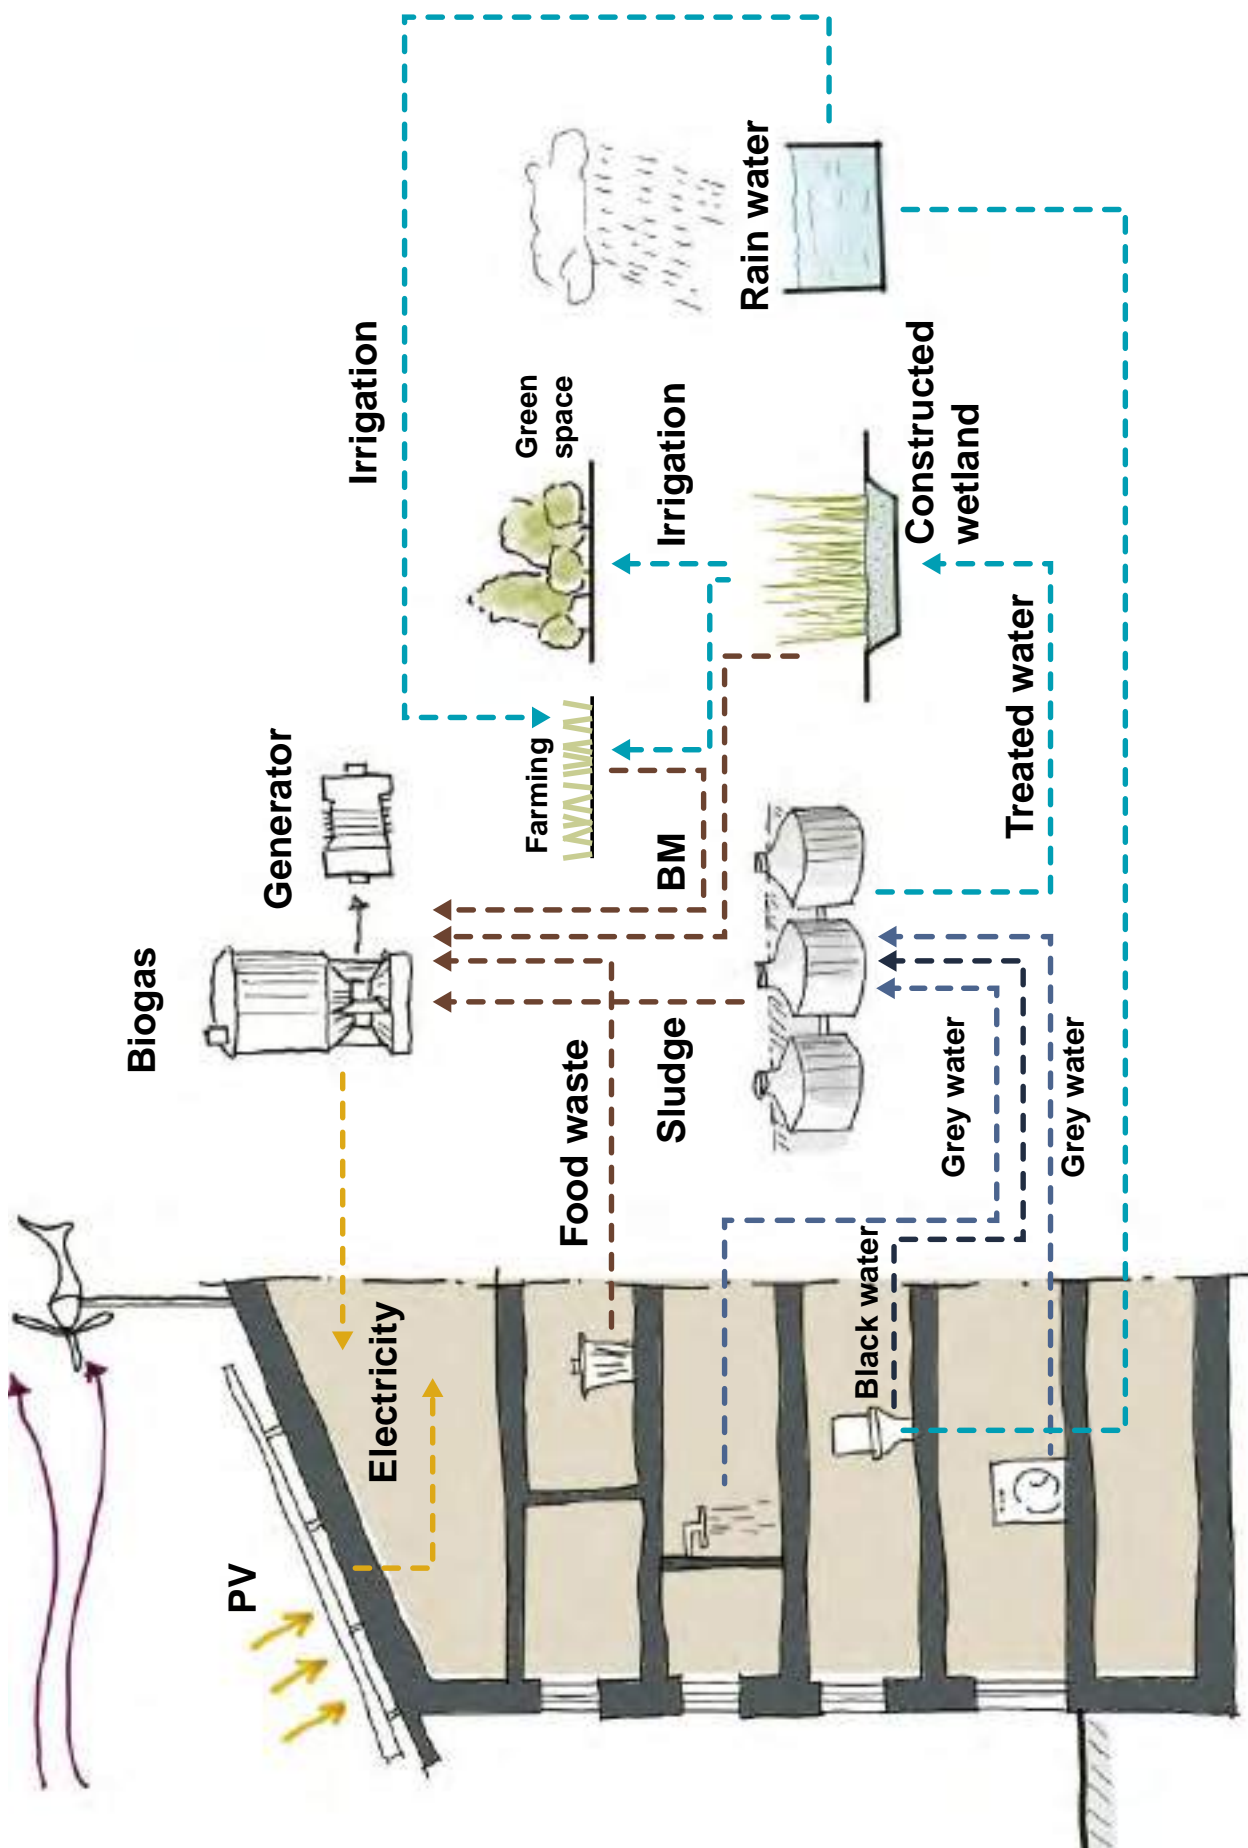 PV
Electricity
Biogas
Generator
Irrigation
Green
space
Farming
Food waste
Sludge
BM
Irrigation
Rain water
Black water
Grey water
Grey water
Treated water
Constructed
wetland